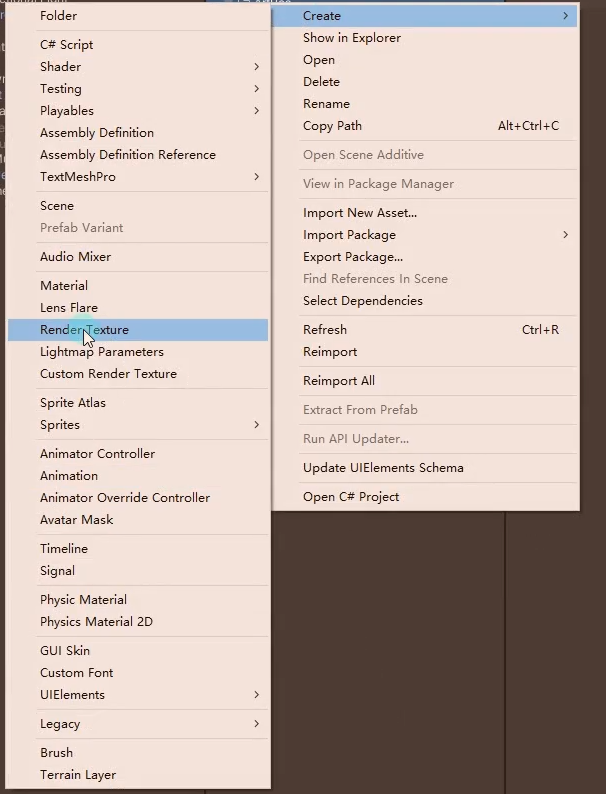 Folder
C# Script
Shader
Testing
Playables
Assembly Definition
Assembly Definition Reference
TextMeshPro
Scene
Prefab Variant
Audio Mixer
Material
Lens Flare
Render Texture
Lightmap Parameters
Custom Render Texture
Sprite Atlas
Sprites
Animator Controller
Animation
Animator Override Controller
Avatar Mask
Timeline
Signal
Physic Material
Physics Material 2D
GUI Skin
Custom Font
UIElements
Legacy
Brush
Terrain Layer
Create
Show in Explorer
Open
Delete
Rename
Copy Path Alt+Ctrl+C
Open Scene Additive
View in Package Manager
Import New Asset...
Import Package
Export Package...
Find References In Scene
Select Dependencies
Refresh Ctrl+R
Reimport
Reimport All
Extract From Prefab
Run API Updater...
Update UIElements Schema
Open C# Project